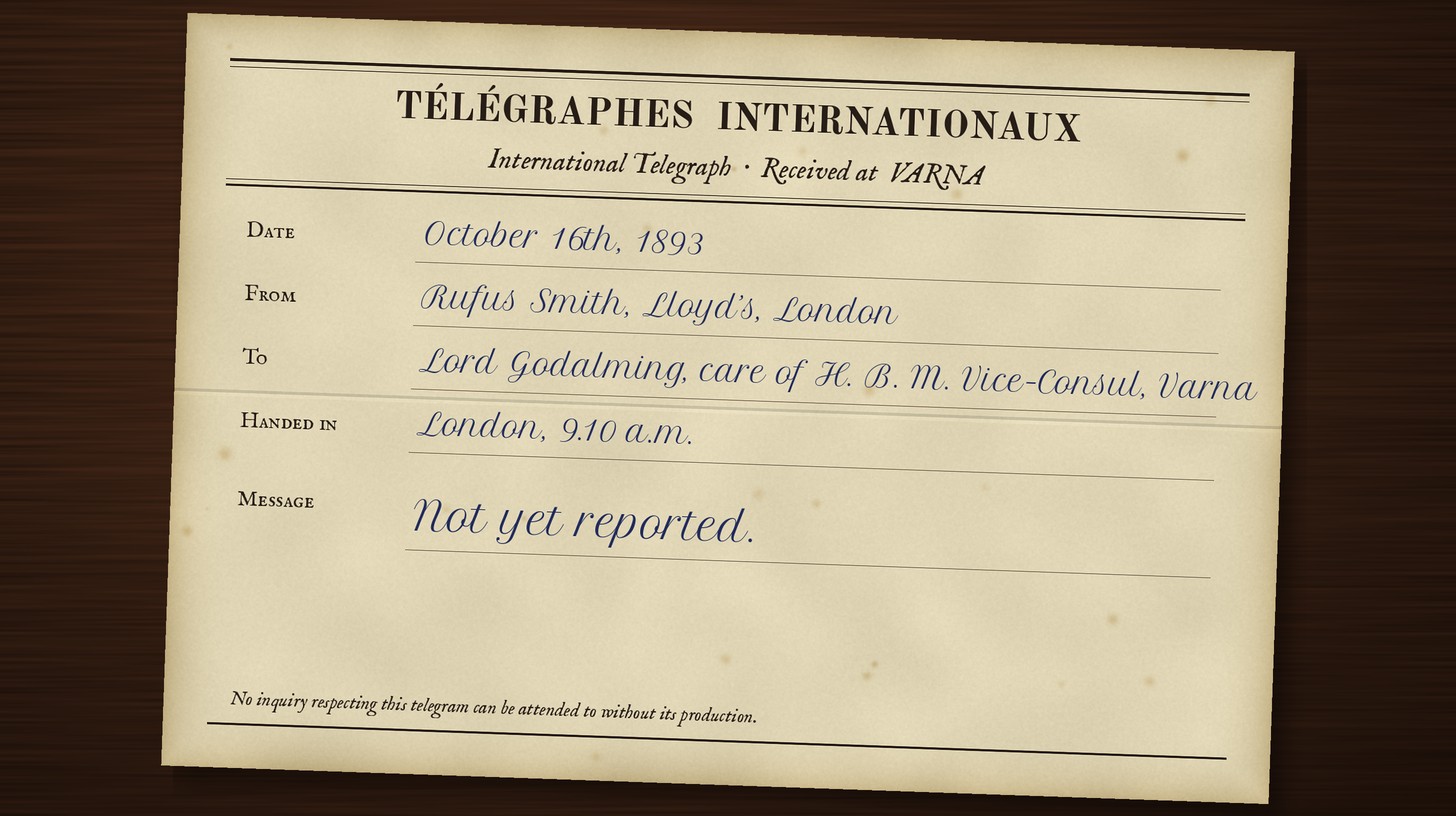 TÉLÉGRAPHES INTERNATIONAUX
International Telegraph · Received at VARNA
DATE October 16th, 1893
FROM Rufus Smith, Lloyd’s, London
To Lord Godalming, care of H. B. M. Vice-Consul, Varna
HANDED IN London, 9.10 a.m.
MESSAGE Not yet reported.
No inquiry respecting this telegram can be attended to without its production.